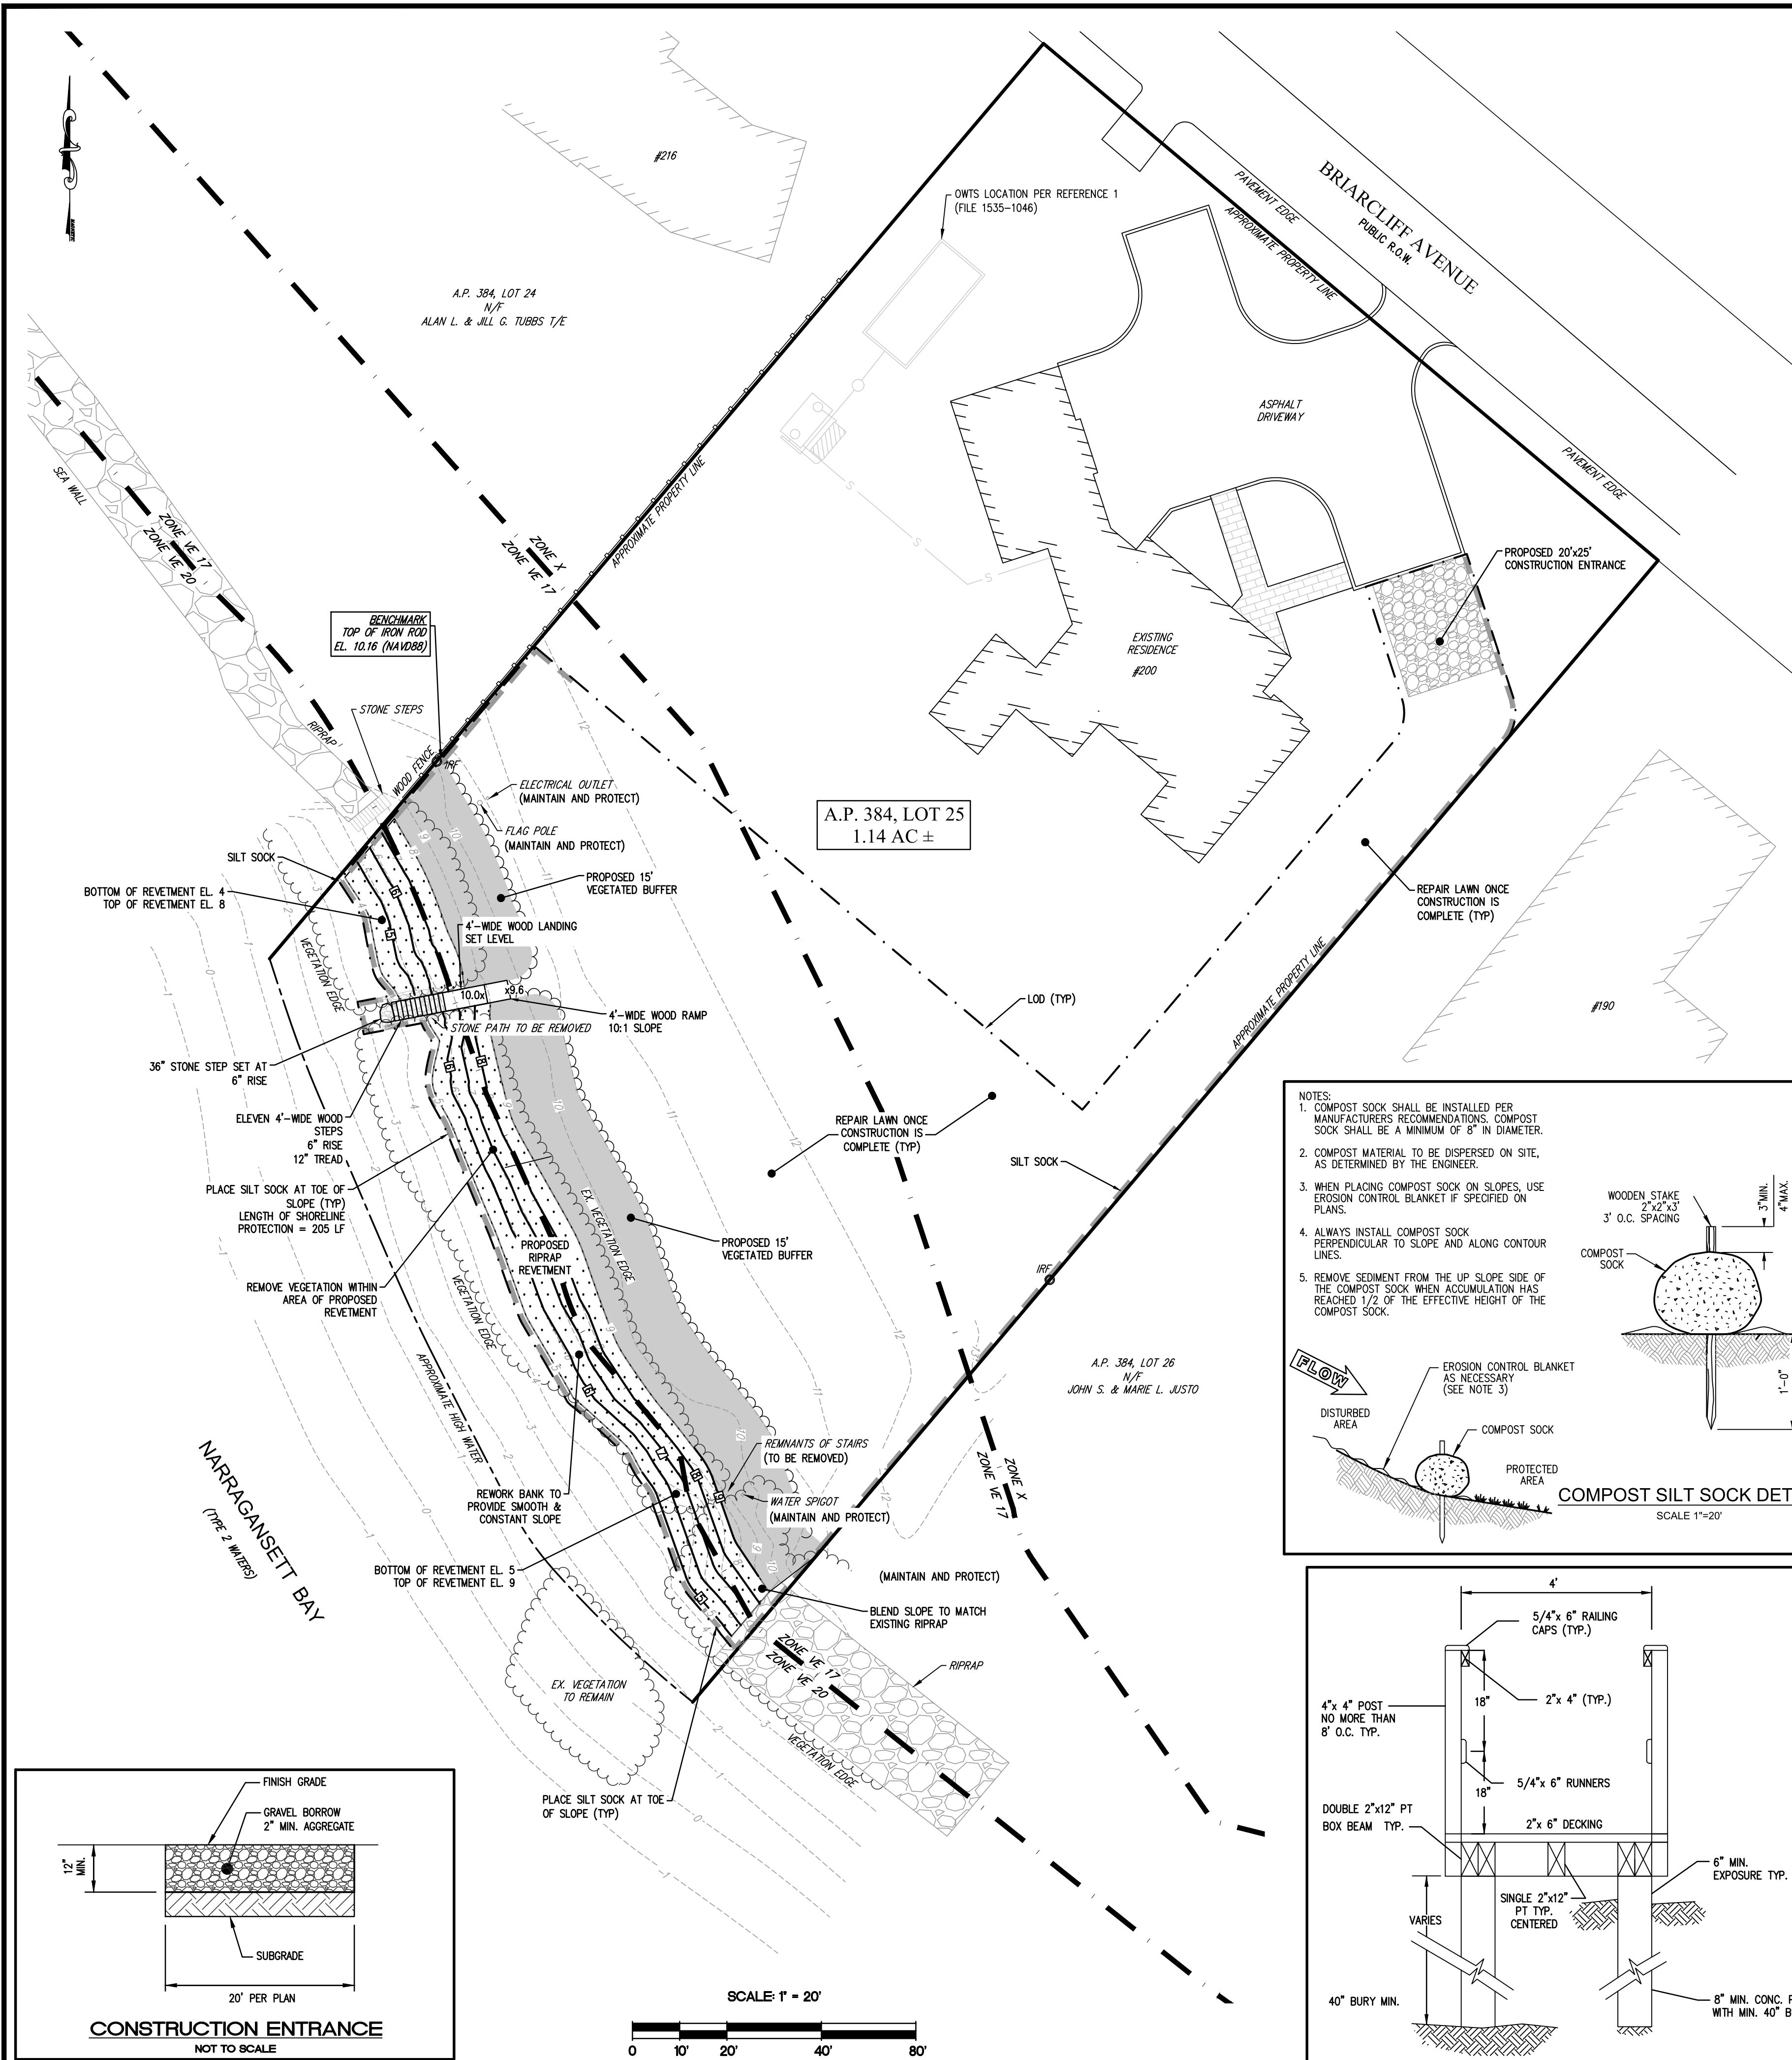 #216
OWTS LOCATION PER REFERENCE 1
(FILE 1535-1046)
PAVEMENT EDGE
APPROXIMATE PROPERTY LINE
BRIARCLIFF AVENUE
PUBLIC R.O.W.
A.P. 384, LOT 24
N/F
ALAN L. & JILL G. TUBBS T/E
ASPHALT
DRIVEWAY
PAVEMENT EDGE
SEA WALL
ZONE VE 17
ZONE VE 20
APPROXIMATE PROPERTY LINE
ZONE X
ZONE VE 17
S
S
S
PROPOSED 20'x25'
CONSTRUCTION ENTRANCE
BENCHMARK
TOP OF IRON ROD
EL. 10.16 (NAVD88)
EXISTING
RESIDENCE
#200
STONE STEPS
RIPRAP
WOOD FENCE
IRF
ELECTRICAL OUTLET
(MAINTAIN AND PROTECT)
FLAG POLE
(MAINTAIN AND PROTECT)
A.P. 384, LOT 25
1.14 AC ±
SILT SOCK
BOTTOM OF REVETMENT EL. 4
TOP OF REVETMENT EL. 8
PROPOSED 15'
VEGETATED BUFFER
REPAIR LAWN ONCE
CONSTRUCTION IS
COMPLETE (TYP)
4'-WIDE WOOD LANDING
SET LEVEL
VEGETATION EDGE
10.0x
x9.6
LOD (TYP)
#190
4'-WIDE WOOD RAMP
10:1 SLOPE
STONE PATH TO BE REMOVED
APPROXIMATE PROPERTY LINE
36" STONE STEP SET AT
6" RISE
ELEVEN 4'-WIDE WOOD
STEPS
6" RISE
12" TREAD
REPAIR LAWN ONCE
CONSTRUCTION IS
COMPLETE (TYP)
SILT SOCK
PLACE SILT SOCK AT TOE OF
SLOPE (TYP)
LENGTH OF SHORELINE
PROTECTION = 205 LF
EX. VEGETATION EDGE
PROPOSED
RIPRAP
REVETMENT
PROPOSED 15'
VEGETATED BUFFER
IRF
REMOVE VEGETATION WITHIN
AREA OF PROPOSED
REVETMENT
VEGETATION EDGE
APPROXIMATE HIGH WATER
A.P. 384, LOT 26
N/F
JOHN S. & MARIE L. JUSTO
NARRAGANSETT BAY
(TYPE 2 WATERS)
REMNANTS OF STAIRS
(TO BE REMOVED)
ZONE X
ZONE VE 17
REWORK BANK TO
PROVIDE SMOOTH &
CONSTANT SLOPE
WATER SPIGOT
(MAINTAIN AND PROTECT)
BOTTOM OF REVETMENT EL. 5
TOP OF REVETMENT EL. 9
(MAINTAIN AND PROTECT)
BLEND SLOPE TO MATCH
EXISTING RIPRAP
ZONE VE 17
ZONE VE 20
RIPRAP
EX. VEGETATION
TO REMAIN
VEGETATION EDGE
PLACE SILT SOCK AT TOE
OF SLOPE (TYP)
NOTES:
1. COMPOST SOCK SHALL BE INSTALLED PER
MANUFACTURERS RECOMMENDATIONS. COMPOST
SOCK SHALL BE A MINIMUM OF 8" IN DIAMETER.
2. COMPOST MATERIAL TO BE DISPERSED ON SITE,
AS DETERMINED BY THE ENGINEER.
3. WHEN PLACING COMPOST SOCK ON SLOPES, USE
EROSION CONTROL BLANKET IF SPECIFIED ON
PLANS.
4. ALWAYS INSTALL COMPOST SOCK
PERPENDICULAR TO SLOPE AND ALONG CONTOUR
LINES.
5. REMOVE SEDIMENT FROM THE UP SLOPE SIDE OF
THE COMPOST SOCK WHEN ACCUMULATION HAS
REACHED 1/2 OF THE EFFECTIVE HEIGHT OF THE
COMPOST SOCK.
WOODEN STAKE
2"x2"x3'
3' O.C. SPACING
3"MIN.
4"MAX.
COMPOST
SOCK
1'-0"
FLOW
EROSION CONTROL BLANKET
AS NECESSARY
(SEE NOTE 3)
DISTURBED
AREA
COMPOST SOCK
PROTECTED
AREA
COMPOST SILT SOCK DET
SCALE 1"=20'
4'
5/4"x 6" RAILING
CAPS (TYP.)
18"
2"x 4" (TYP.)
4"x 4" POST
NO MORE THAN
8' O.C. TYP.
18"
5/4"x 6" RUNNERS
DOUBLE 2"x12" PT
BOX BEAM TYP.
2"x 6" DECKING
6" MIN.
EXPOSURE TYP.
SINGLE 2"x12"
PT TYP.
CENTERED
VARIES
40" BURY MIN.
8" MIN. CONC.
WITH MIN. 40"
FINISH GRADE
GRAVEL BORROW
2" MIN. AGGREGATE
12"
MIN.
SUBGRADE
20' PER PLAN
CONSTRUCTION ENTRANCE
NOT TO SCALE
SCALE: 1" = 20'
0 10' 20' 40' 80'